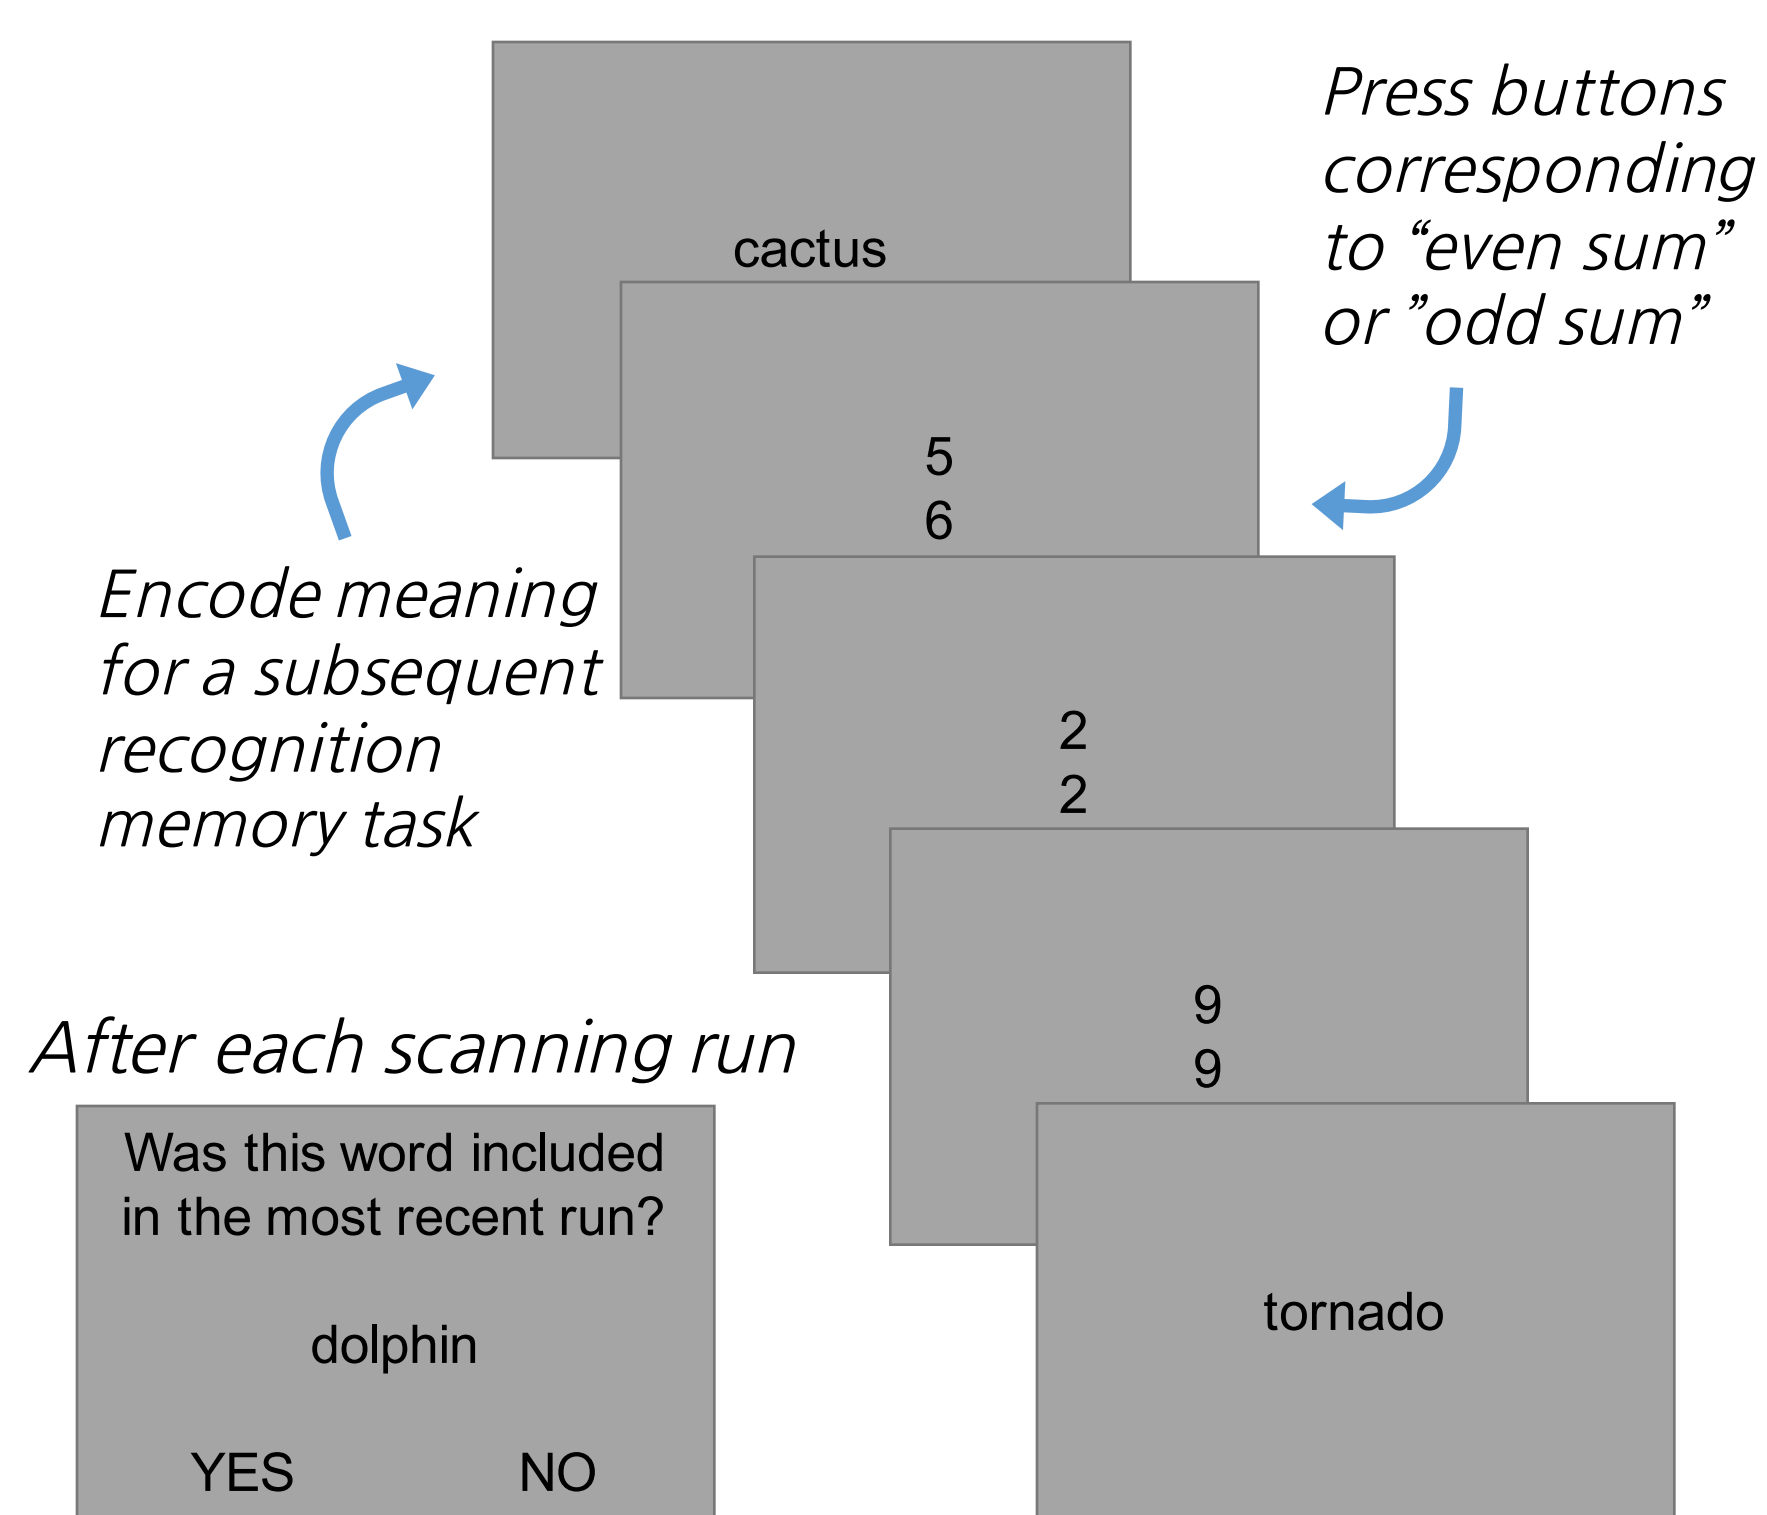 cactus
Press buttons
corresponding
to “even sum”
or ”odd sum”
5
6
Encode meaning
for a subsequent
recognition
memory task
2
2
9
9
After each scanning run
Was this word included
in the most recent run?
dolphin
YES NO
tornado